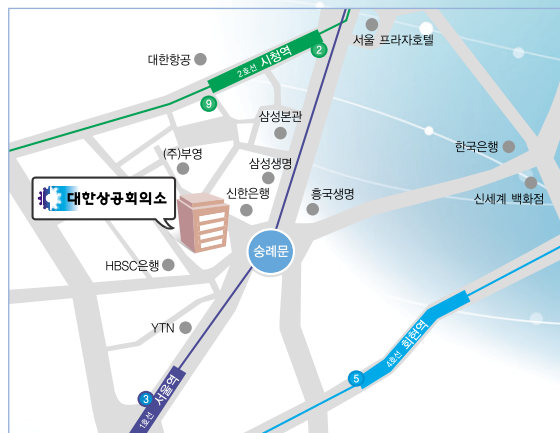 서울 프라자호텔
대한항공
2호선 시청역
2
9
삼성본관
한국은행
(주)부영
삼성생명
신세계 백화점
대한상공회의소
신한은행
흥국생명
숭례문
HBSC은행
YTN
4호선 회현역
5
3
1호선 서울역